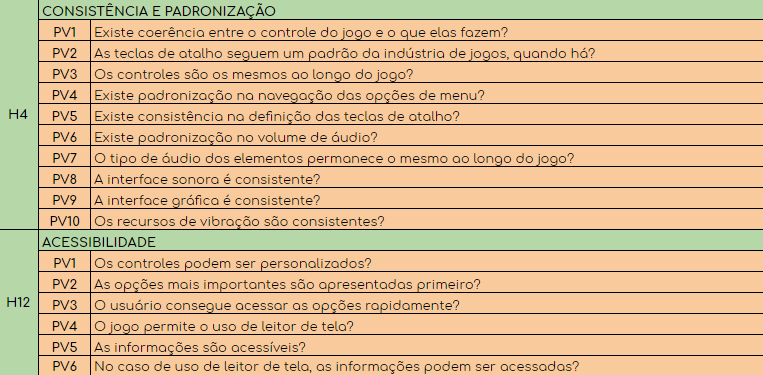 H4
CONSISTÊNCIA E PADRONIZAÇÃO
PV1 Existe coerência entre o controle do jogo e o que elas fazem?
PV2 As teclas de atalho seguem um padrão da indústria de jogos, quando há?
PV3 Os controles são os mesmos ao longo do jogo?
PV4 Existe padronização na navegação das opções de menu?
PV5 Existe consistência na definição das teclas de atalho?
PV6 Existe padronização no volume de áudio?
PV7 O tipo de áudio dos elementos permanece o mesmo ao longo do jogo?
PV8 A interface sonora é consistente?
PV9 A interface gráfica é consistente?
PV10 Os recursos de vibração são consistentes?
H12
ACESSIBILIDADE
PV1 Os controles podem ser personalizados?
PV2 As opções mais importantes são apresentadas primeiro?
PV3 O usuário consegue acessar as opções rapidamente?
PV4 O jogo permite o uso de leitor de tela?
PV5 As informações são acessíveis?
PV6 No caso de uso de leitor de tela, as informações podem ser acessadas?